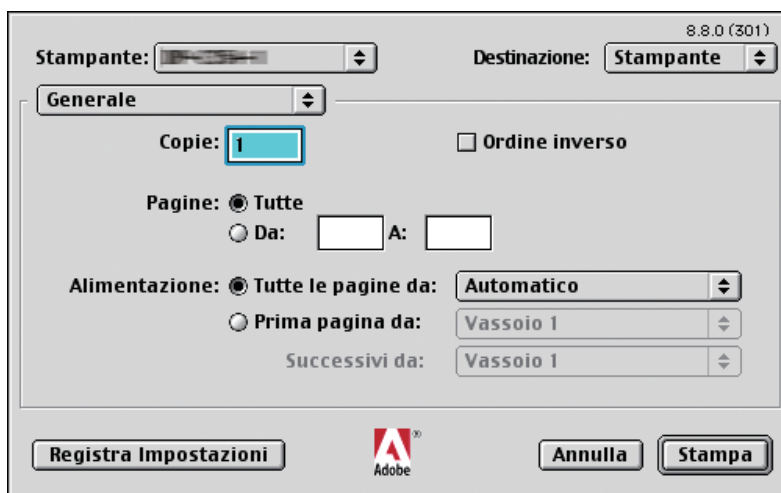 8.8.0 (301)
Stampante: Destinazione: Stampante
Generale
Copie: 1 Ordine inverso
Pagine: Tutte
Da: A:
Alimentazione: Tutte le pagine da: Automatico
Prima pagina da: Vassoio 1
Successivi da: Vassoio 1
Registra Impostazioni Adobe® Annulla Stampa